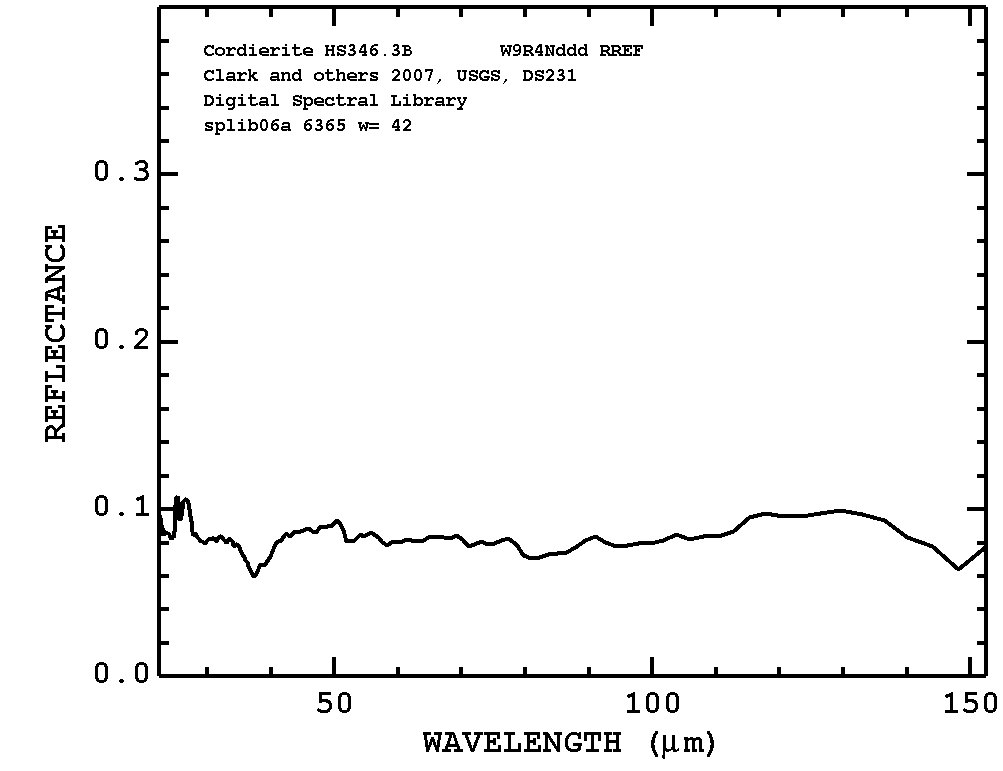 Cordierite HS346.3B W9R4Nddd RREF
Clark and others 2007, USGS, DS231
Digital Spectral Library
splib06a 6365 w= 42
0.3
0.2
0.1
0.0
REFLECTANCE
50 100 150
WAVELENGTH (μm)